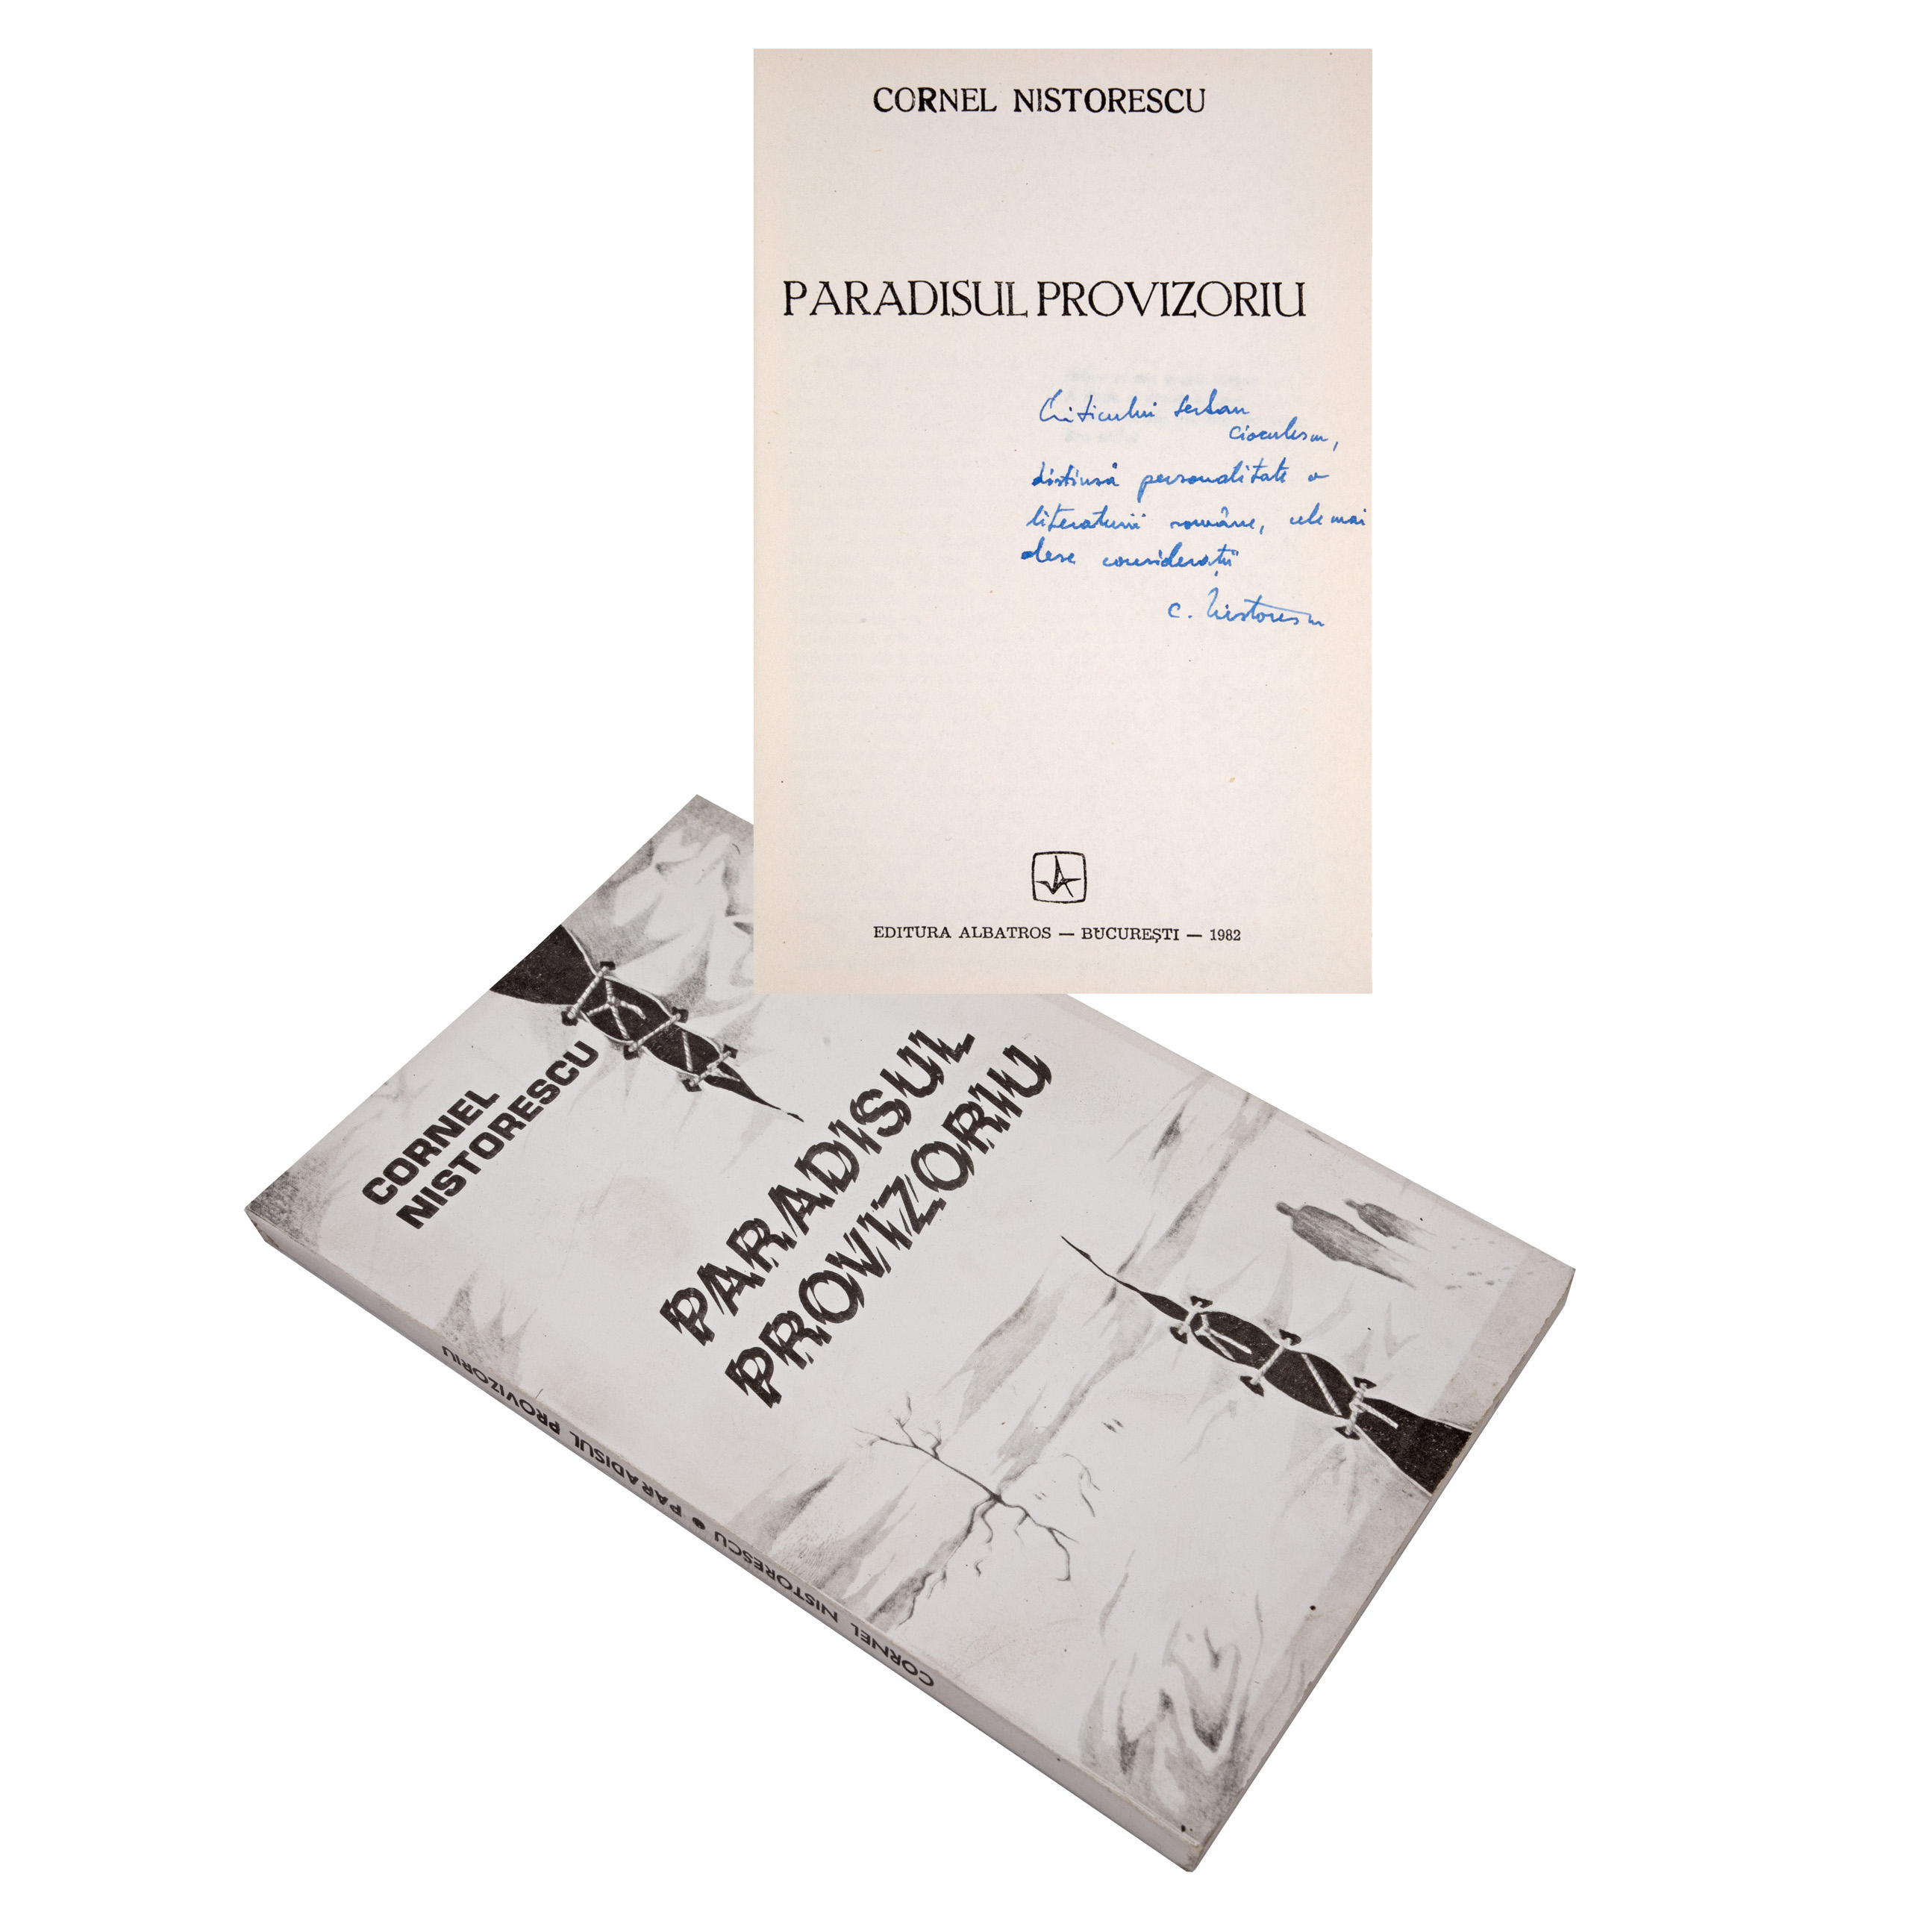 CORNEL NISTORESCU
PARADISUL PROVIZORIU
Criticului Serban
Cioculescu,
distinsă personalitate a
literaturii române, cele mai
alese considerații
C. Nistorescu
EDITURA ALBATROS — BUCUREȘTI — 1982
CORNEL
NISTORESCU
PARADISUL
PROVIZORIU
CORNEL NISTORESCU ● PARADISUL PROVIZORIU